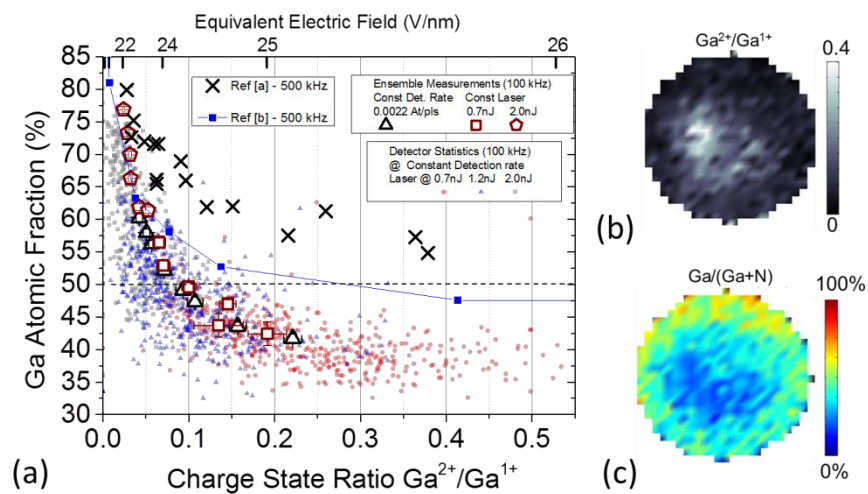 (a)
Equivalent Electric Field (V/nm)
22 24 25 26
Ga Atomic Fraction (%)
85
80
75
70
65
60
55
50
45
40
35
30
Ref [a] - 500 kHz
Ref [b] - 500 kHz
Ensemble Measurements (100 kHz)
Const Det. Rate Const Laser
0.0022 At/pls 0.7nJ 2.0nJ
Detector Statistics (100 kHz)
@ Constant Detection rate
Laser @ 0.7nJ 1.2nJ 2.0nJ
0.0 0.1 0.2 0.3 0.4 0.5
Charge State Ratio Ga²⁺/Ga¹⁺
Ga²⁺/Ga¹⁺
0.4
0
(b)
Ga/(Ga+N)
100%
0%
(c)